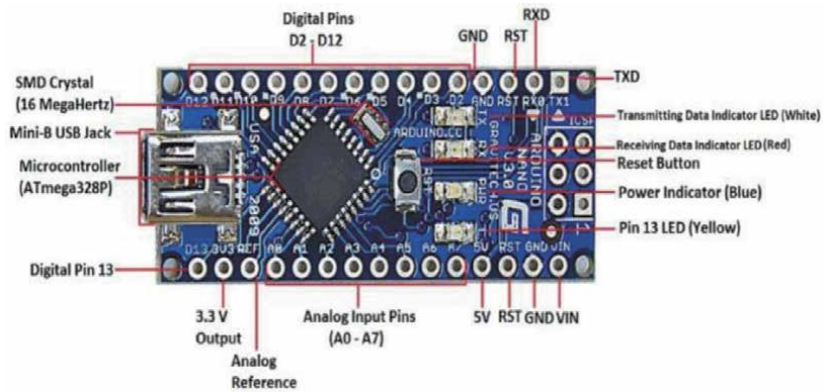 Digital Pins
D2 - D12
GND
RST
RXD
TXD
SMD Crystal
(16 MegaHertz)
Mini-B USB Jack
Microcontroller
(ATmega328P)
Digital Pin 13
D12 D11 D10 D9 D8 D7 D6 D5 D4 D3 D2 GND RST RX0 TX1
TX
RX
PWR
L
ARDUINO.CC
GRAVITECH.US
ARDUINO
NANO
V3.0
ICSP
1
USA
2009
RST
D13 3V3 REF A0 A1 A2 A3 A4 A5 A6 A7 5V RST GND VIN
Transmitting Data Indicator LED (White)
Receiving Data Indicator LED (Red)
Reset Button
Power Indicator (Blue)
Pin 13 LED (Yellow)
3.3 V
Output
Analog
Reference
Analog Input Pins
(A0 - A7)
5V
RST
GND
VIN